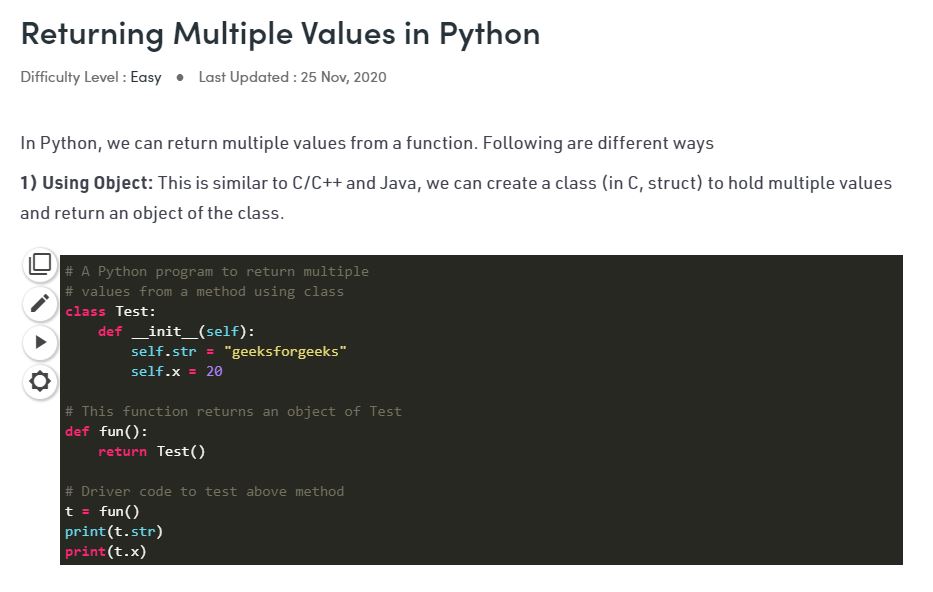 Returning Multiple Values in Python
Difficulty Level : Easy ● Last Updated : 25 Nov, 2020
In Python, we can return multiple values from a function. Following are different ways
1) Using Object: This is similar to C/C++ and Java, we can create a class (in C, struct) to hold multiple values
and return an object of the class.
# A Python program to return multiple
# values from a method using class
class Test:
    def __init__(self):
        self.str = "geeksforgeeks"
        self.x = 20
# This function returns an object of Test
def fun():
    return Test()
# Driver code to test above method
t = fun()
print(t.str)
print(t.x)